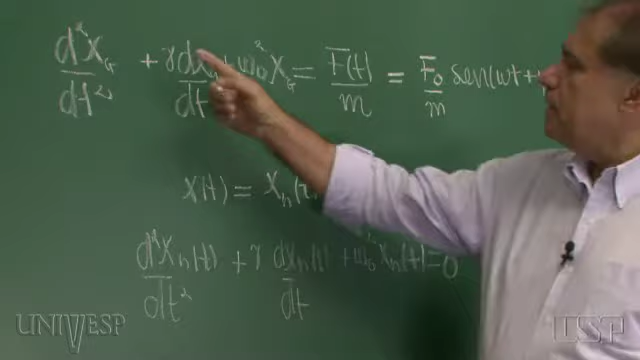 d²x_G/dt² + γ dx_G/dt + ω₀² x_G = F(t)/m = F₀/m sen(ωt +
x(t) = x_h(
d²x_h(t)/dt² + γ dx_h(t)/dt + ω₀² x_h(t) = 0
UNIVESP
USP